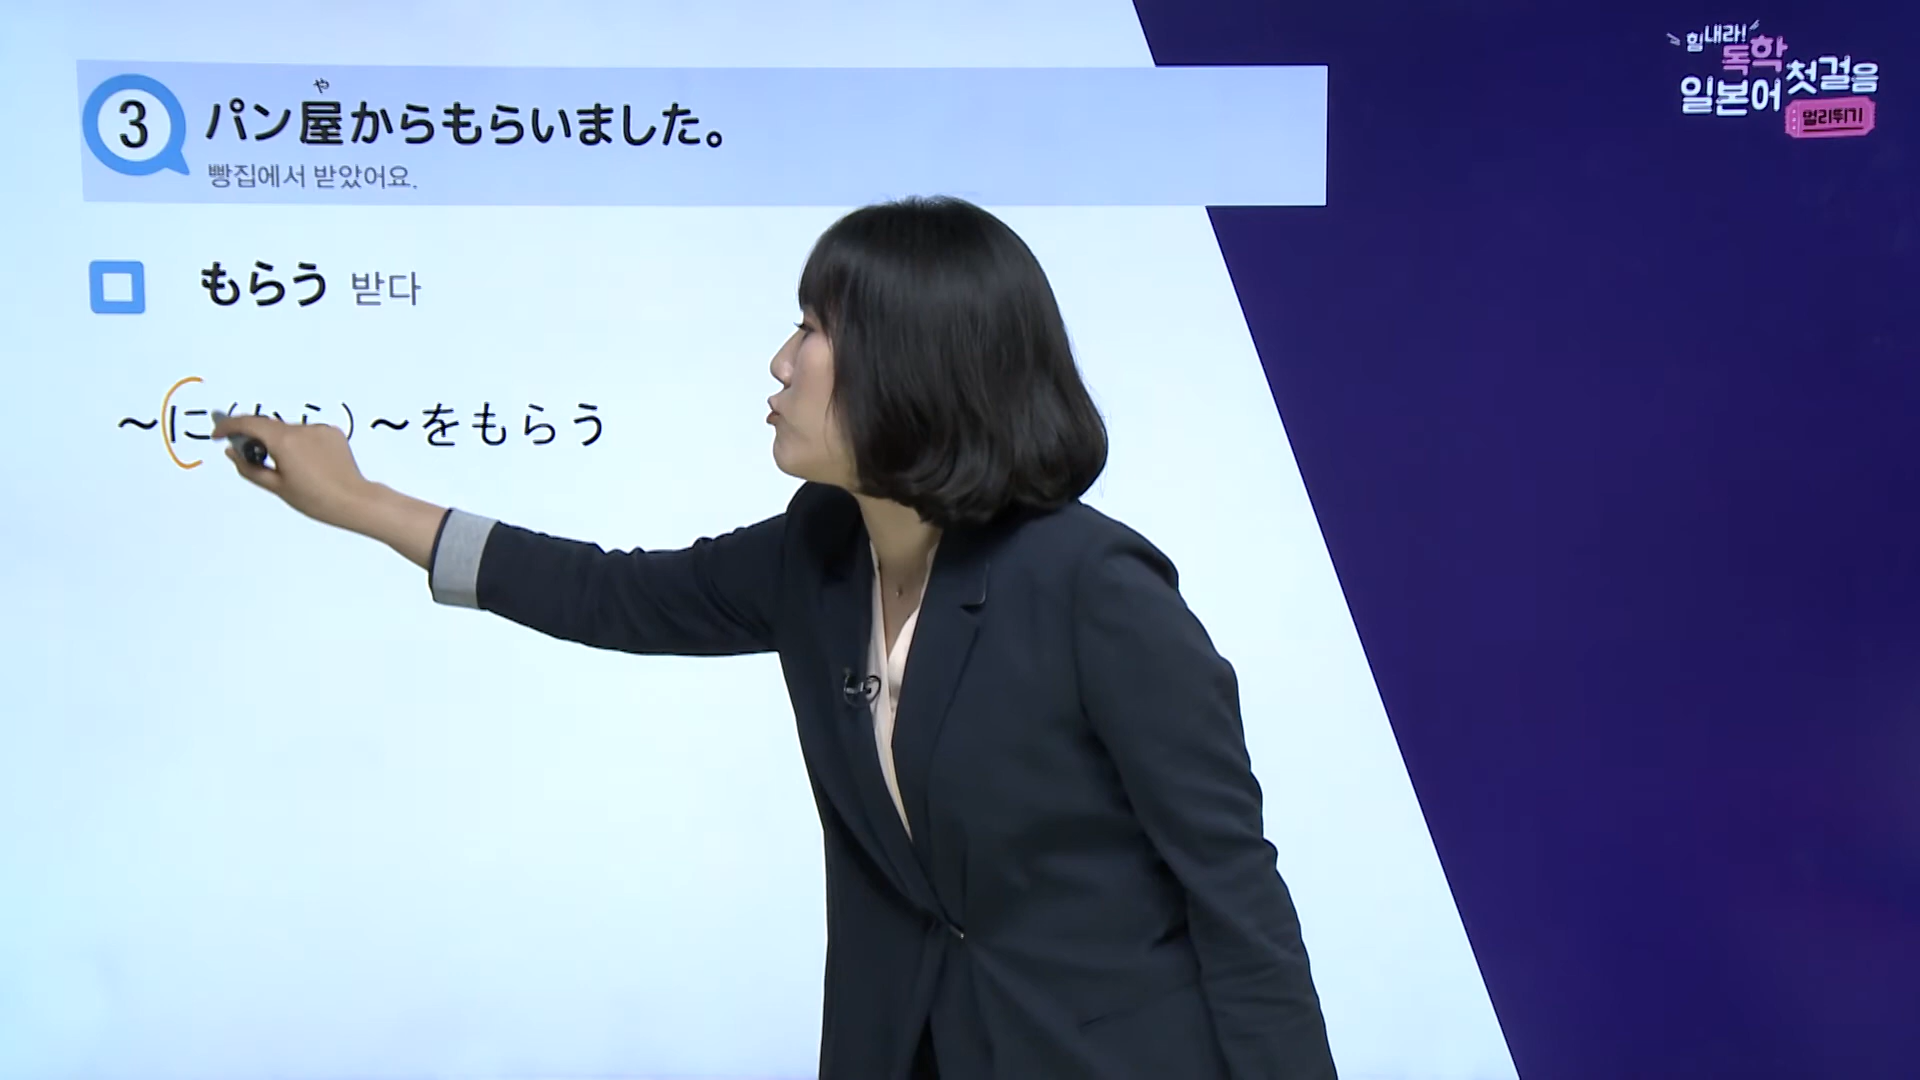 힘내라!
독학
일본어 첫걸음
멀리뛰기
3
や
パン屋からもらいました。
빵집에서 받았어요.
もらう 받다
～に(から)～をもらう